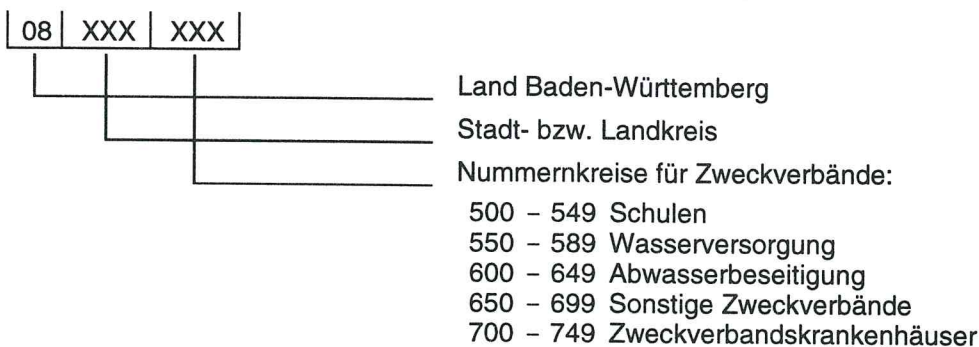 08 XXX XXX
Land Baden-Württemberg
Stadt- bzw. Landkreis
Nummernkreise für Zweckverbände:
500 – 549 Schulen
550 – 589 Wasserversorgung
600 – 649 Abwasserbeseitigung
650 – 699 Sonstige Zweckverbände
700 – 749 Zweckverbandskrankenhäuser